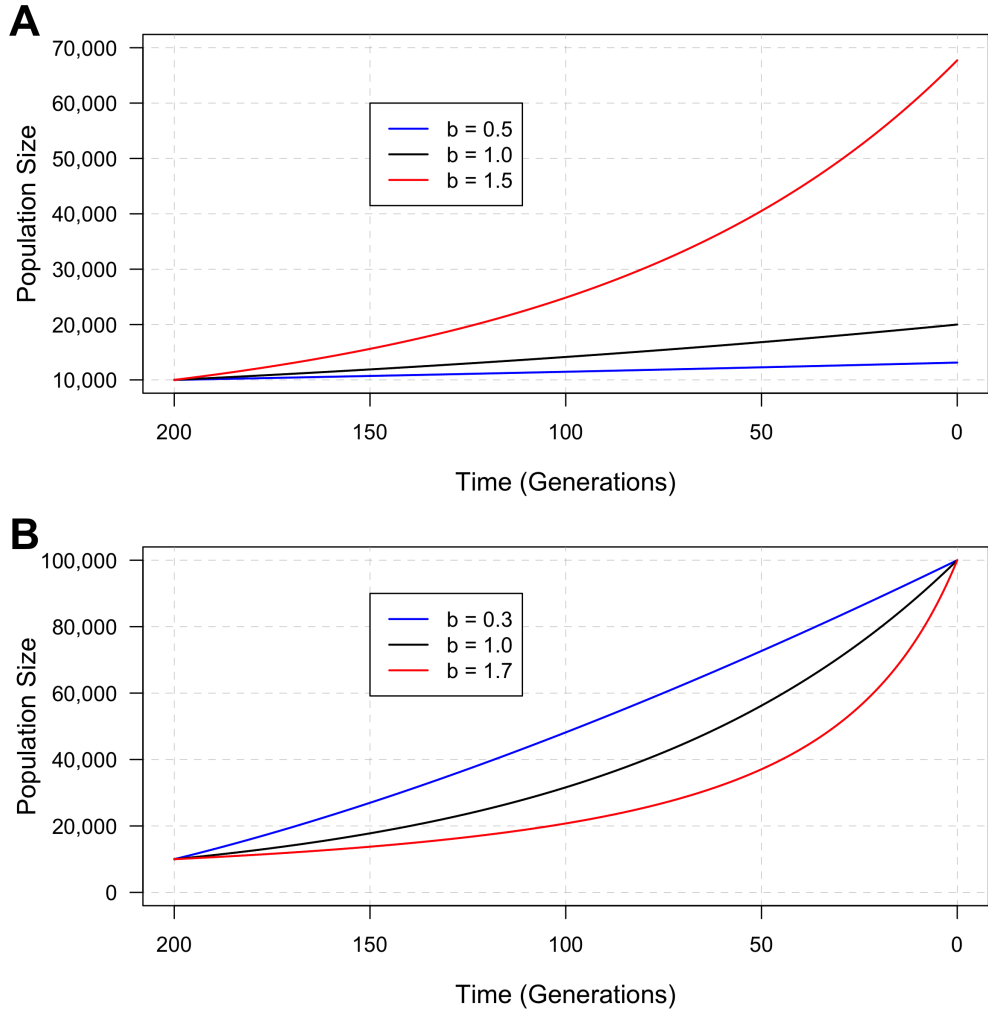 A
70,000
60,000
50,000
40,000
30,000
20,000
10,000
Population Size
b = 0.5
b = 1.0
b = 1.5
200 150 100 50 0
Time (Generations)
B
100,000
80,000
60,000
40,000
20,000
0
Population Size
b = 0.3
b = 1.0
b = 1.7
200 150 100 50 0
Time (Generations)